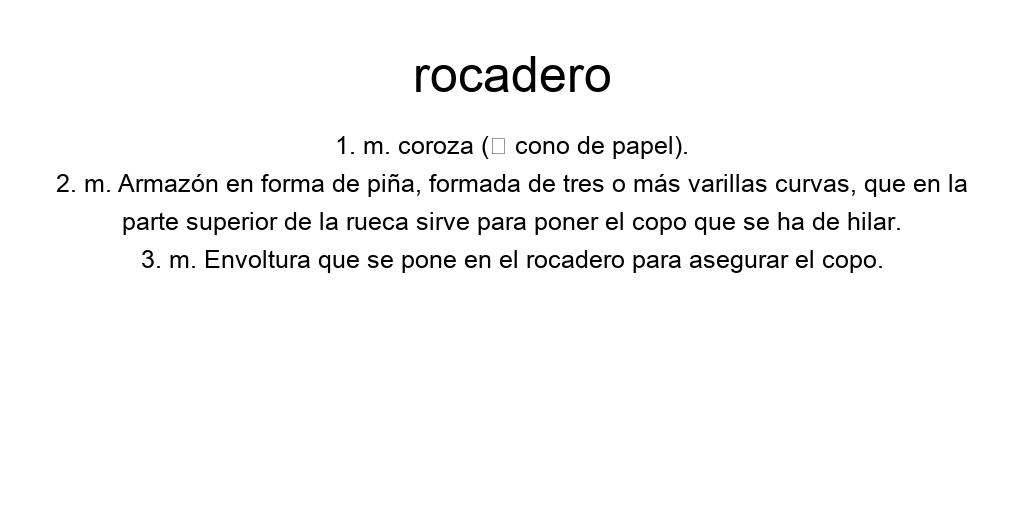 rocadero
1. m. coroza (□ cono de papel).
2. m. Armazón en forma de piña, formada de tres o más varillas curvas, que en la
parte superior de la rueca sirve para poner el copo que se ha de hilar.
3. m. Envoltura que se pone en el rocadero para asegurar el copo.